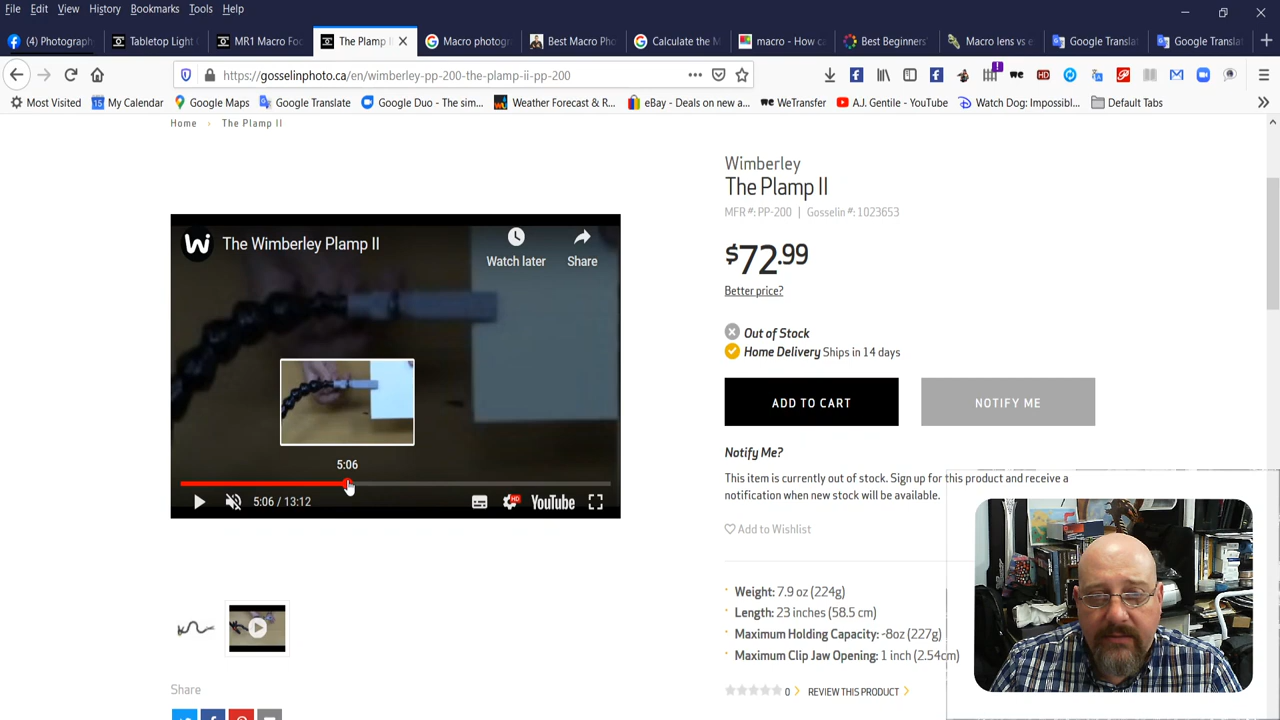 File Edit View History Bookmarks Tools Help
(4) Photograph
Tabletop Light
MR1 Macro Fo
The Plamp II
Macro photog
Best Macro Pho
Calculate the M
macro - How ca
Best Beginners'
Macro lens vs e
Google Translat
Google Translat
https://gosselinphoto.ca/en/wimberley-pp-200-the-plamp-ii-pp-200
Most Visited
My Calendar
Google Maps
Google Translate
Google Duo - The sim...
Weather Forecast & R...
eBay - Deals on new a...
WeTransfer
A.J. Gentile - YouTube
Watch Dog: Impossibl...
Default Tabs
Home › The Plamp II
The Wimberley Plamp II
Watch later
Share
5:06
5:06 / 13:12
HD
YouTube
Share
Wimberley
The Plamp II
MFR #: PP-200 | Gosselin #: 1023653
$72.99
Better price?
Out of Stock
Home Delivery Ships in 14 days
ADD TO CART
NOTIFY ME
Notify Me?
This item is currently out of stock. Sign up for this product and receive a
notification when new stock will be available.
Add to Wishlist
Weight: 7.9 oz (224g)
Length: 23 inches (58.5 cm)
Maximum Holding Capacity: ~8oz (227g)
Maximum Clip Jaw Opening: 1 inch (2.54cm)
0 REVIEW THIS PRODUCT